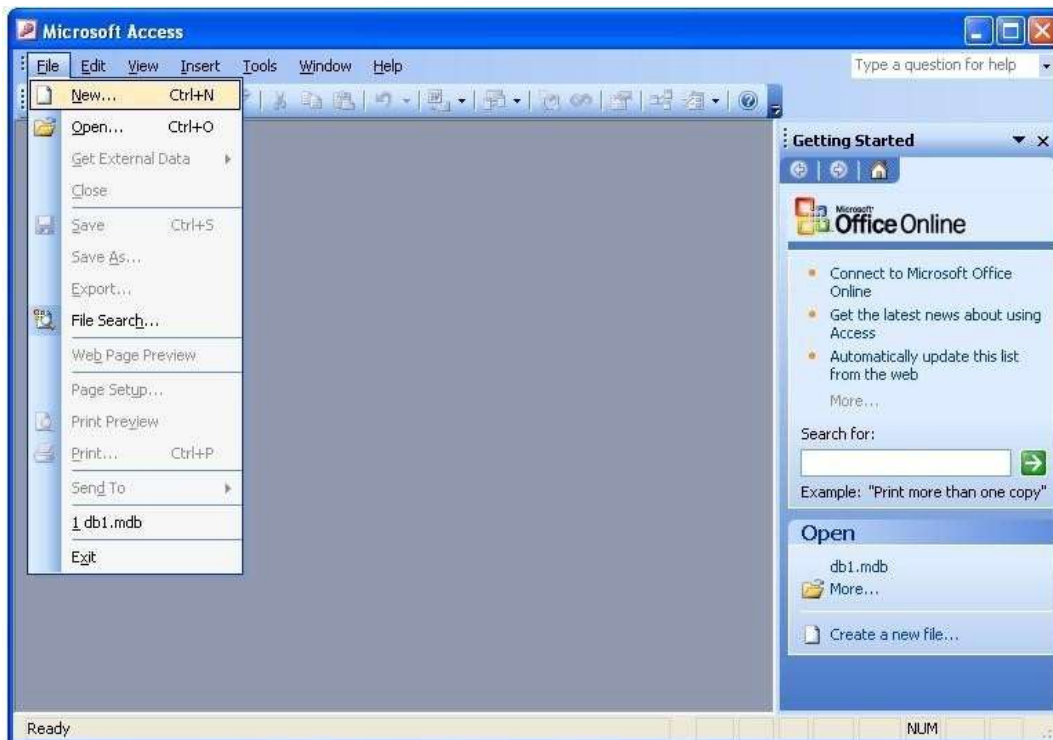 Microsoft Access
File Edit View Insert Tools Window Help
Type a question for help
New... Ctrl+N
Open... Ctrl+O
Get External Data
Close
Save Ctrl+S
Save As...
Export...
File Search...
Web Page Preview
Page Setup...
Print Preview
Print... Ctrl+P
Send To
1 db1.mdb
Exit
Getting Started
Microsoft
Office Online
Connect to Microsoft Office
Online
Get the latest news about using
Access
Automatically update this list
from the web
More...
Search for:
Example: "Print more than one copy"
Open
db1.mdb
More...
Create a new file...
Ready
NUM